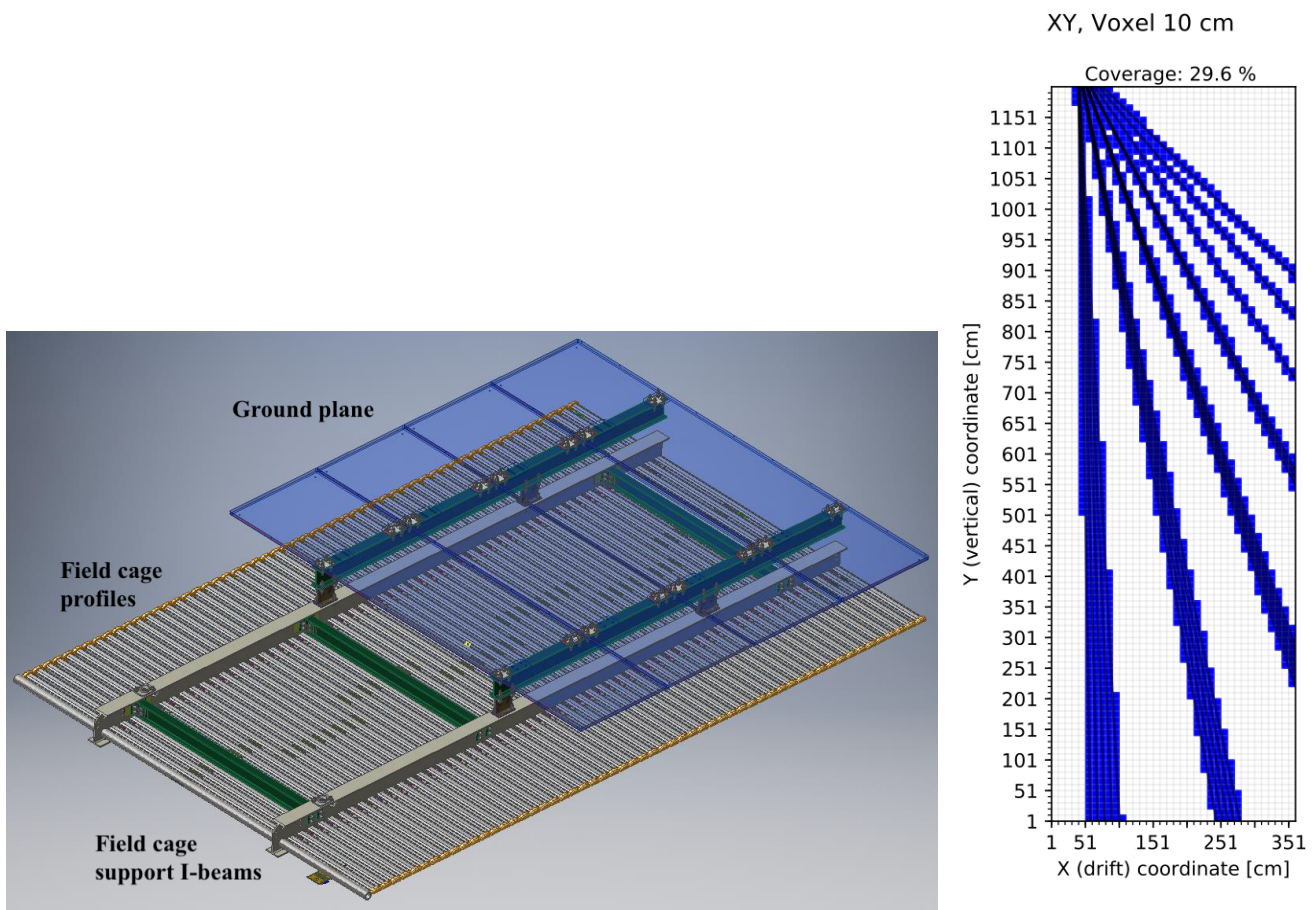 Ground plane
Field cage
profiles
Field cage
support I-beams
XY, Voxel 10 cm
Coverage: 29.6 %
Y (vertical) coordinate [cm]
1151
1101
1051
1001
951
901
851
801
751
701
651
601
551
501
451
401
351
301
251
201
151
101
51
1
1 51 151 251 351
X (drift) coordinate [cm]